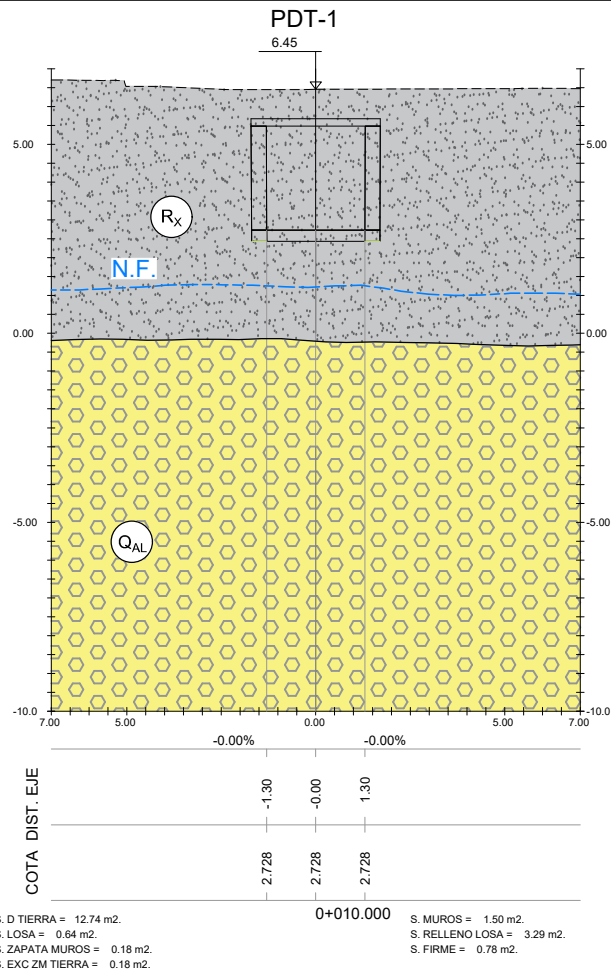 PDT-1
6.45
5.00 5.00
RX
N.F.
0.00 0.00
-5.00 -5.00
QAL
-10.0 -10.0
7.00 5.00 0.00 5.00 7.00
-0.00% -0.00%
DIST. EJE -1.30 -0.00 1.30
COTA 2.728 2.728 2.728
0+010.000
S. D TIERRA = 12.74 m2. S. MUROS = 1.50 m2.
S. LOSA = 0.64 m2. S. RELLENO LOSA = 3.29 m2.
S. ZAPATA MUROS = 0.18 m2. S. FIRME = 0.78 m2.
S. EXC ZM TIERRA = 0.18 m2.